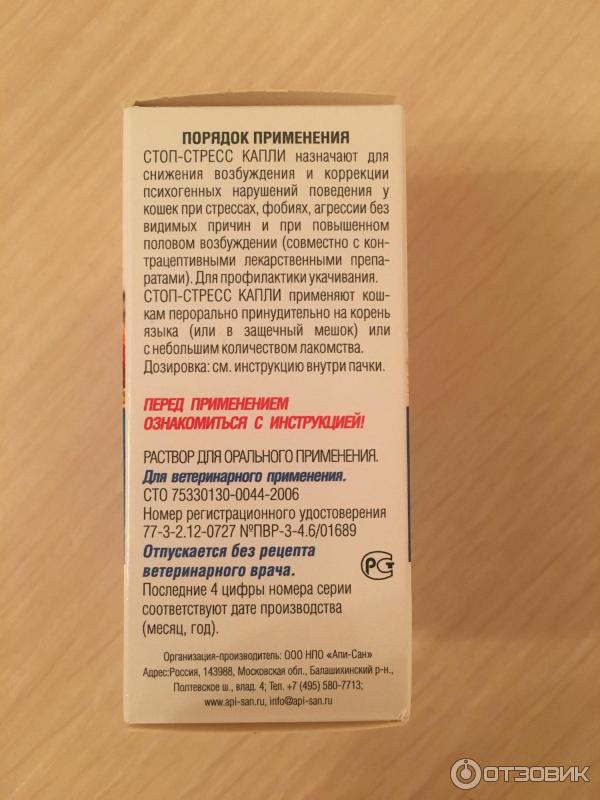 ПОРЯДОК ПРИМЕНЕНИЯ
СТОП-СТРЕСС КАПЛИ назначают для
снижения возбуждения и коррекции
психогенных нарушений поведения у
кошек при стрессах, фобиях, агрессии без
видимых причин и при повышенном
половом возбуждении (совместно с кон-
трацептивными лекарственными препа-
ратами). Для профилактики укачивания.
СТОП-СТРЕСС КАПЛИ применяют кош-
кам перорально принудительно на корень
языка (или в защечный мешок) или
с небольшим количеством лакомства.
Дозировка: см. инструкцию внутри пачки.
ПЕРЕД ПРИМЕНЕНИЕМ
ОЗНАКОМИТЬСЯ С ИНСТРУКЦИЕЙ!
РАСТВОР ДЛЯ ОРАЛЬНОГО ПРИМЕНЕНИЯ.
Для ветеринарного применения.
СТО 75330130-0044-2006
Номер регистрационного удостоверения
77-3-2.12-0727 №ПВР-3-4.6/01689
Отпускается без рецепта
ветеринарного врача.
РСТ
Последние 4 цифры номера серии
соответствуют дате производства
(месяц, год).
Организация-производитель: ООО НПО «Апи-Сан»
Адрес:Россия, 143988, Московская обл., Балашихинский р-н,
Полтевское ш., влад. 4; Тел. +7 (495) 580-7713;
www.api-san.ru, info@api-san.ru
ОТЗОВИК